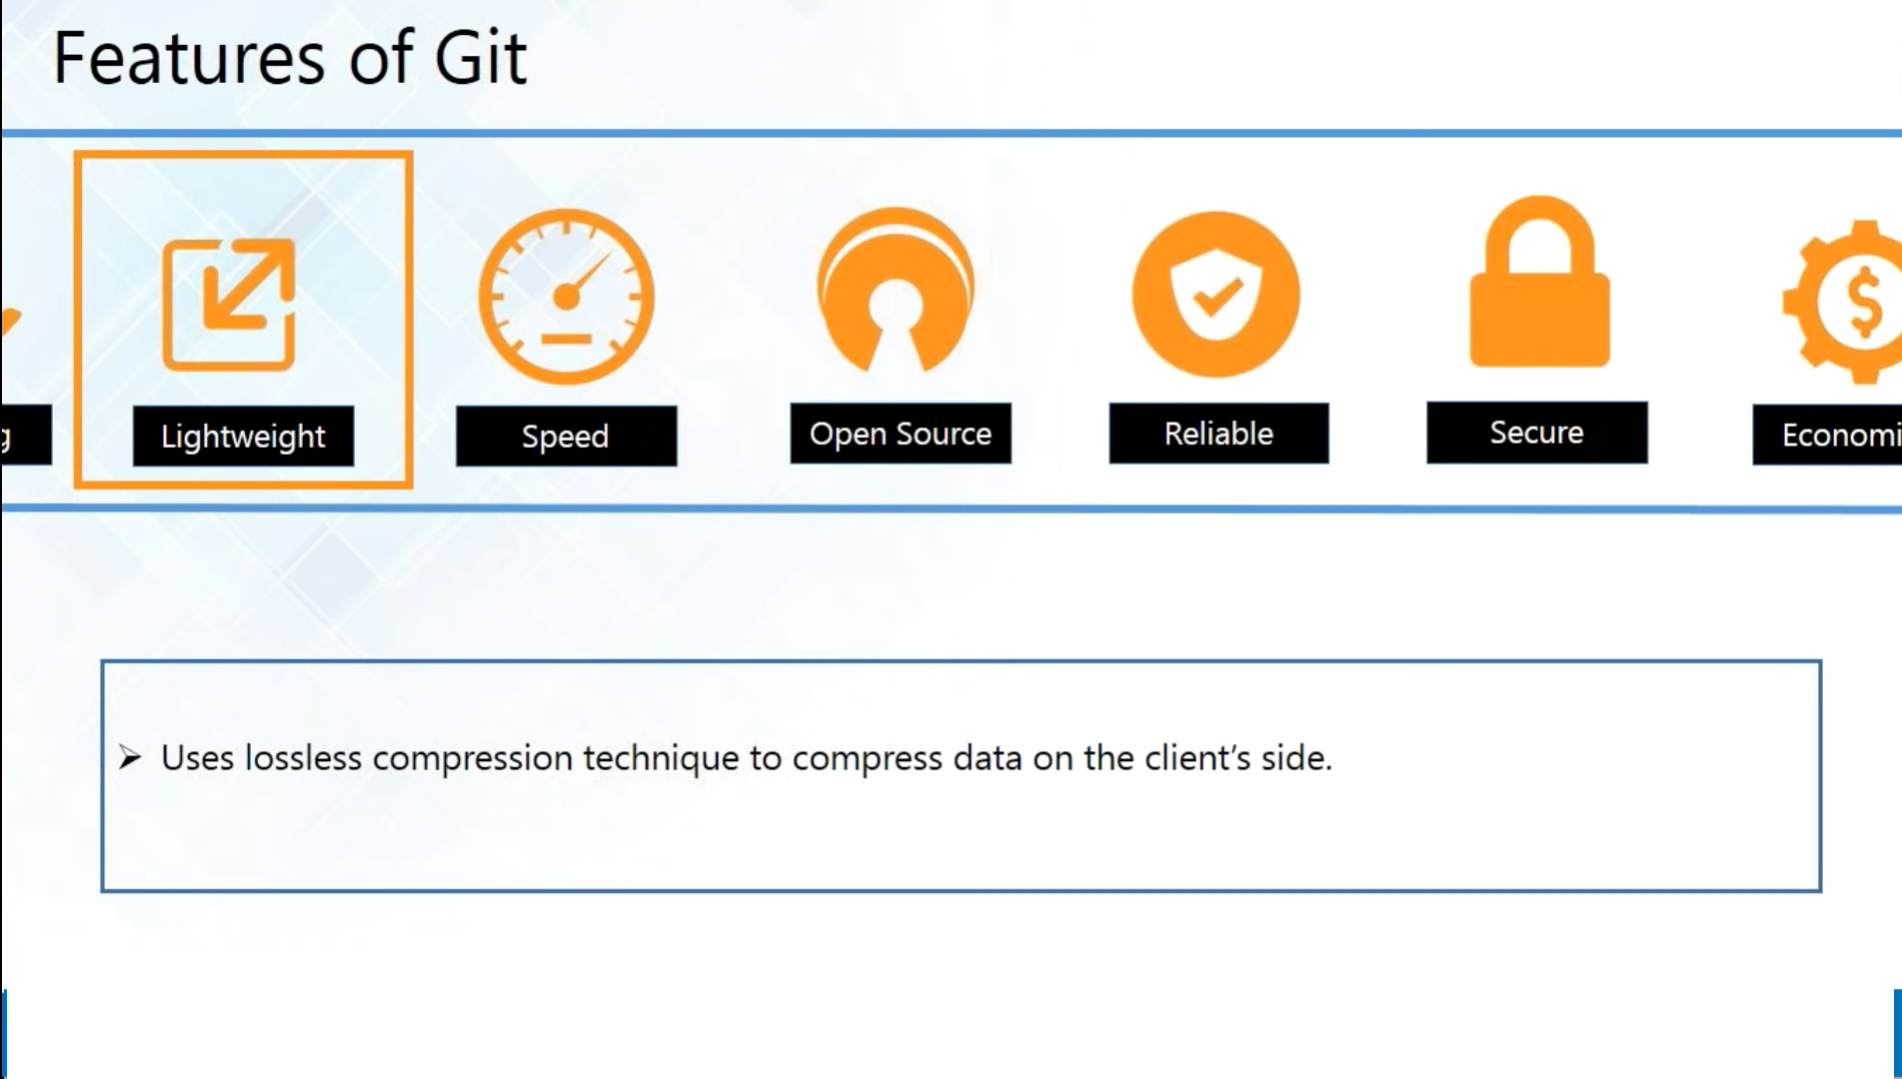 Features of Git
g
Lightweight
Speed
Open Source
Reliable
Secure
Economi
➢ Uses lossless compression technique to compress data on the client’s side.